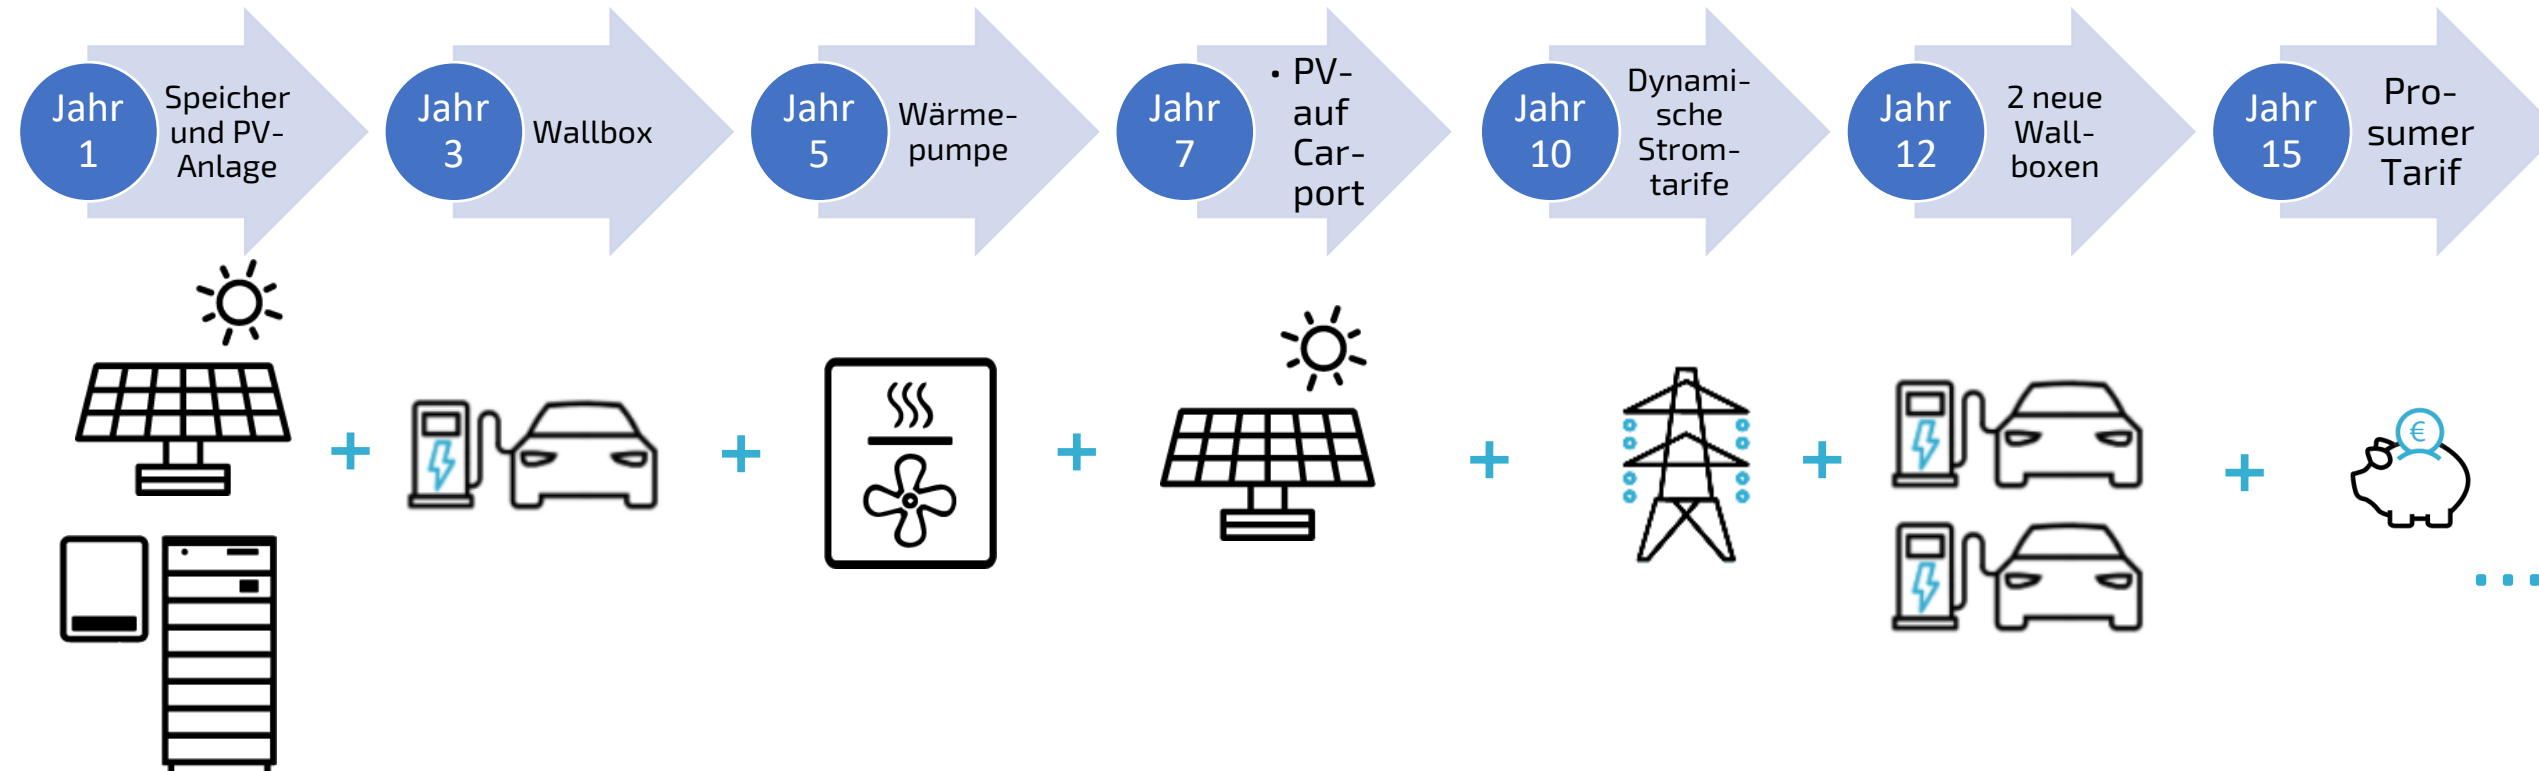 Jahr
1
Speicher
und PV-
Anlage
Jahr
3
Wallbox
Jahr
5
Wärme-
pumpe
Jahr
7
• PV-
auf
Car-
port
Jahr
10
Dynami-
sche
Strom-
tarife
Jahr
12
2 neue
Wall-
boxen
Jahr
15
Pro-
sumer
Tarif
+
+
+
+
+
+
€
...